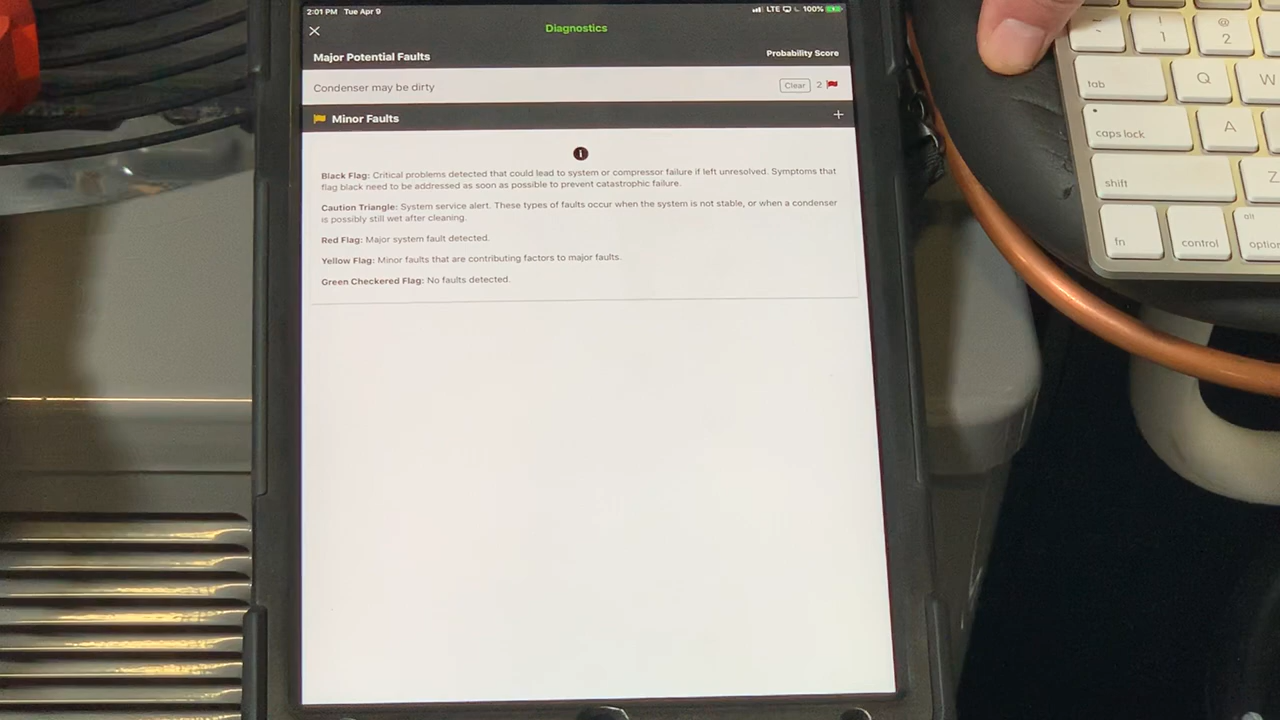 2:01 PM Tue Apr 9
LTE 100%
Diagnostics
Major Potential Faults
Probability Score
Condenser may be dirty
Clear 2
Minor Faults +
Black Flag: Critical problems detected that could lead to system or compressor failure if left unresolved. Symptoms that
flag black need to be addressed as soon as possible to prevent catastrophic failure.
Caution Triangle: System service alert. These types of faults occur when the system is not stable, or when a condenser
is possibly still wet after cleaning.
Red Flag: Major system fault detected.
Yellow Flag: Minor faults that are contributing factors to major faults.
Green Checkered Flag: No faults detected.
~
!
1
@
2
tab
Q
W
caps lock
A
shift
Z
fn
control
alt
option